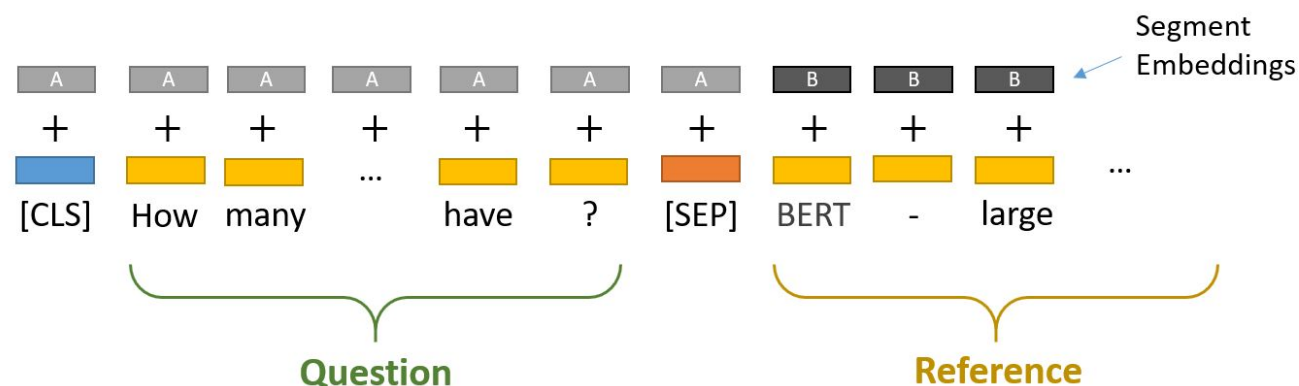 Segment
Embeddings
A A A A A A A B B B
+ + + + + + + + + +
... ...
[CLS] How many have ? [SEP] BERT - large
Question Reference